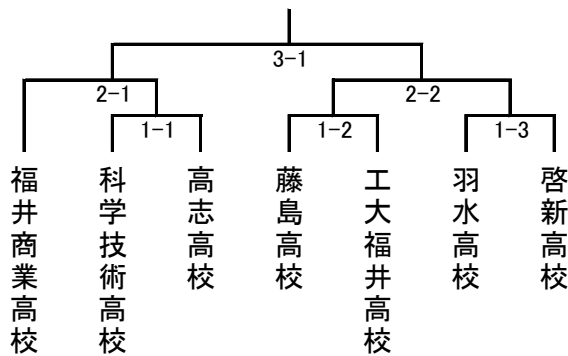 3-1
2-1
2-2
1-1
1-2
1-3
福井商業高校
科学技術高校
高志高校
藤島高校
工大福井高校
羽水高校
啓新高校